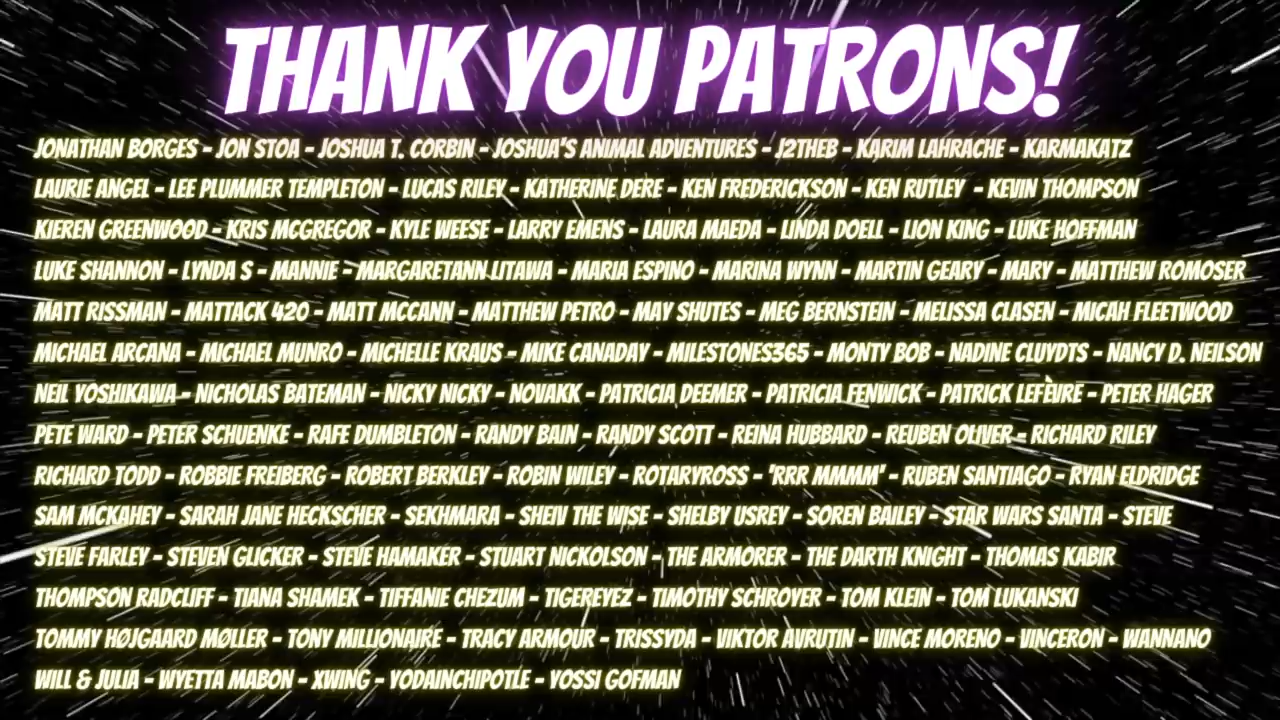 THANK YOU PATRONS!
JONATHAN BORGES - JON STOA - JOSHUA T. CORBIN - JOSHUA'S ANIMAL ADVENTURES - J2THEB - KARIM LAHRACHE - KARMAKATZ
LAURIE ANGEL - LEE PLUMMER TEMPLETON - LUCAS RILEY - KATHERINE DERE - KEN FREDERICKSON - KEN RUTLEY - KEVIN THOMPSON
KIEREN GREENWOOD - KRIS MCGREGOR - KYLE WEESE - LARRY EMENS - LAURA MAEDA - LINDA DOELL - LION KING - LUKE HOFFMAN
LUKE SHANNON - LYNDA S - MANNIE - MARGARETANN LITAWA - MARIA ESPINO - MARINA WYNN - MARTIN GEARY - MARY - MATTHEW ROMOSER
MATT RISSMAN - MATTACK 420 - MATT MCCANN - MATTHEW PETRO - MAY SHUTES - MEG BERNSTEIN - MELISSA CLASEN - MICAH FLEETWOOD
MICHAEL ARCANA - MICHAEL MUNRO - MICHELLE KRAUS - MIKE CANADAY - MILESTONES365 - MONTY BOB - NADINE CLUYDTS - NANCY D. NEILSON
NEIL YOSHIKAWA - NICHOLAS BATEMAN - NICKY NICKY - NOVAKK - PATRICIA DEEMER - PATRICIA FENWICK - PATRICK LEFÈVRE - PETER HAGER
PETE WARD - PETER SCHUENKE - RAFE DUMBLETON - RANDY BAIN - RANDY SCOTT - REINA HUBBARD - REUBEN OLIVER - RICHARD RILEY
RICHARD TODD - ROBBIE FREIBERG - ROBERT BERKLEY - ROBIN WILEY - ROTARYROSS - 'RRR MMMM' - RUBEN SANTIAGO - RYAN ELDRIDGE
SAM MCKAHEY - SARAH JANE HECKSCHER - SEKHMARA - SHEIV THE WISE - SHELBY USREY - SOREN BAILEY - STAR WARS SANTA - STEVE
STEVE FARLEY - STEVEN GLICKER - STEVE HAMAKER - STUART NICKOLSON - THE ARMORER - THE DARTH KNIGHT - THOMAS KABIR
THOMPSON RADCLIFF - TIANA SHAMEK - TIFFANIE CHEZUM - TIGEREYEZ - TIMOTHY SCHROYER - TOM KLEIN - TOM LUKANSKI
TOMMY HØJGAARD MØLLER - TONY MILLIONAIRE - TRACY ARMOUR - TRISSYDA - VIKTOR AVRUTIN - VINCE MORENO - VINCERON - WANNANO
WILL & JULIA - WYETTA MABON - XWING - YODAINCHIPOTLE - YOSSI GOFMAN